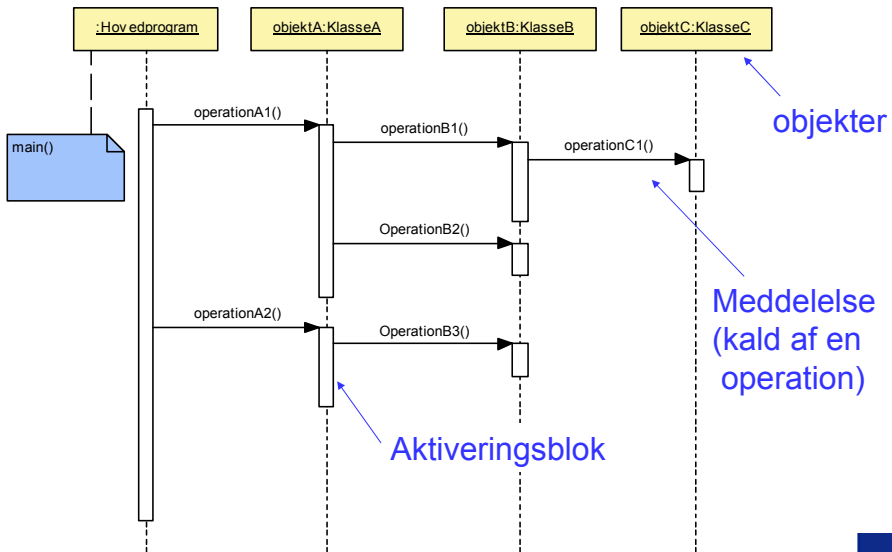 :Hovedprogram
objektA:KlasseA
objektB:KlasseB
objektC:KlasseC
operationA1()
operationB1()
operationC1()
objekter
main()
OperationB2()
Meddelelse
(kald af en
operation)
operationA2()
OperationB3()
Aktiveringsblok